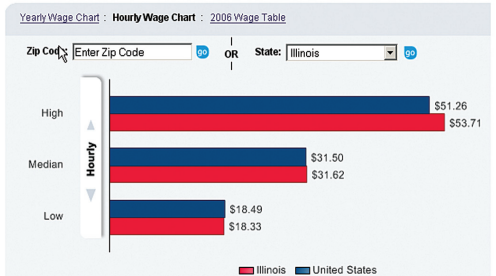 Yearly Wage Chart : Hourly Wage Chart : 2006 Wage Table
Zip Code: Enter Zip Code go OR State: Illinois go
High $51.26
$53.71
Hourly
Median $31.50
$31.62
Low $18.49
$18.33
Illinois United States